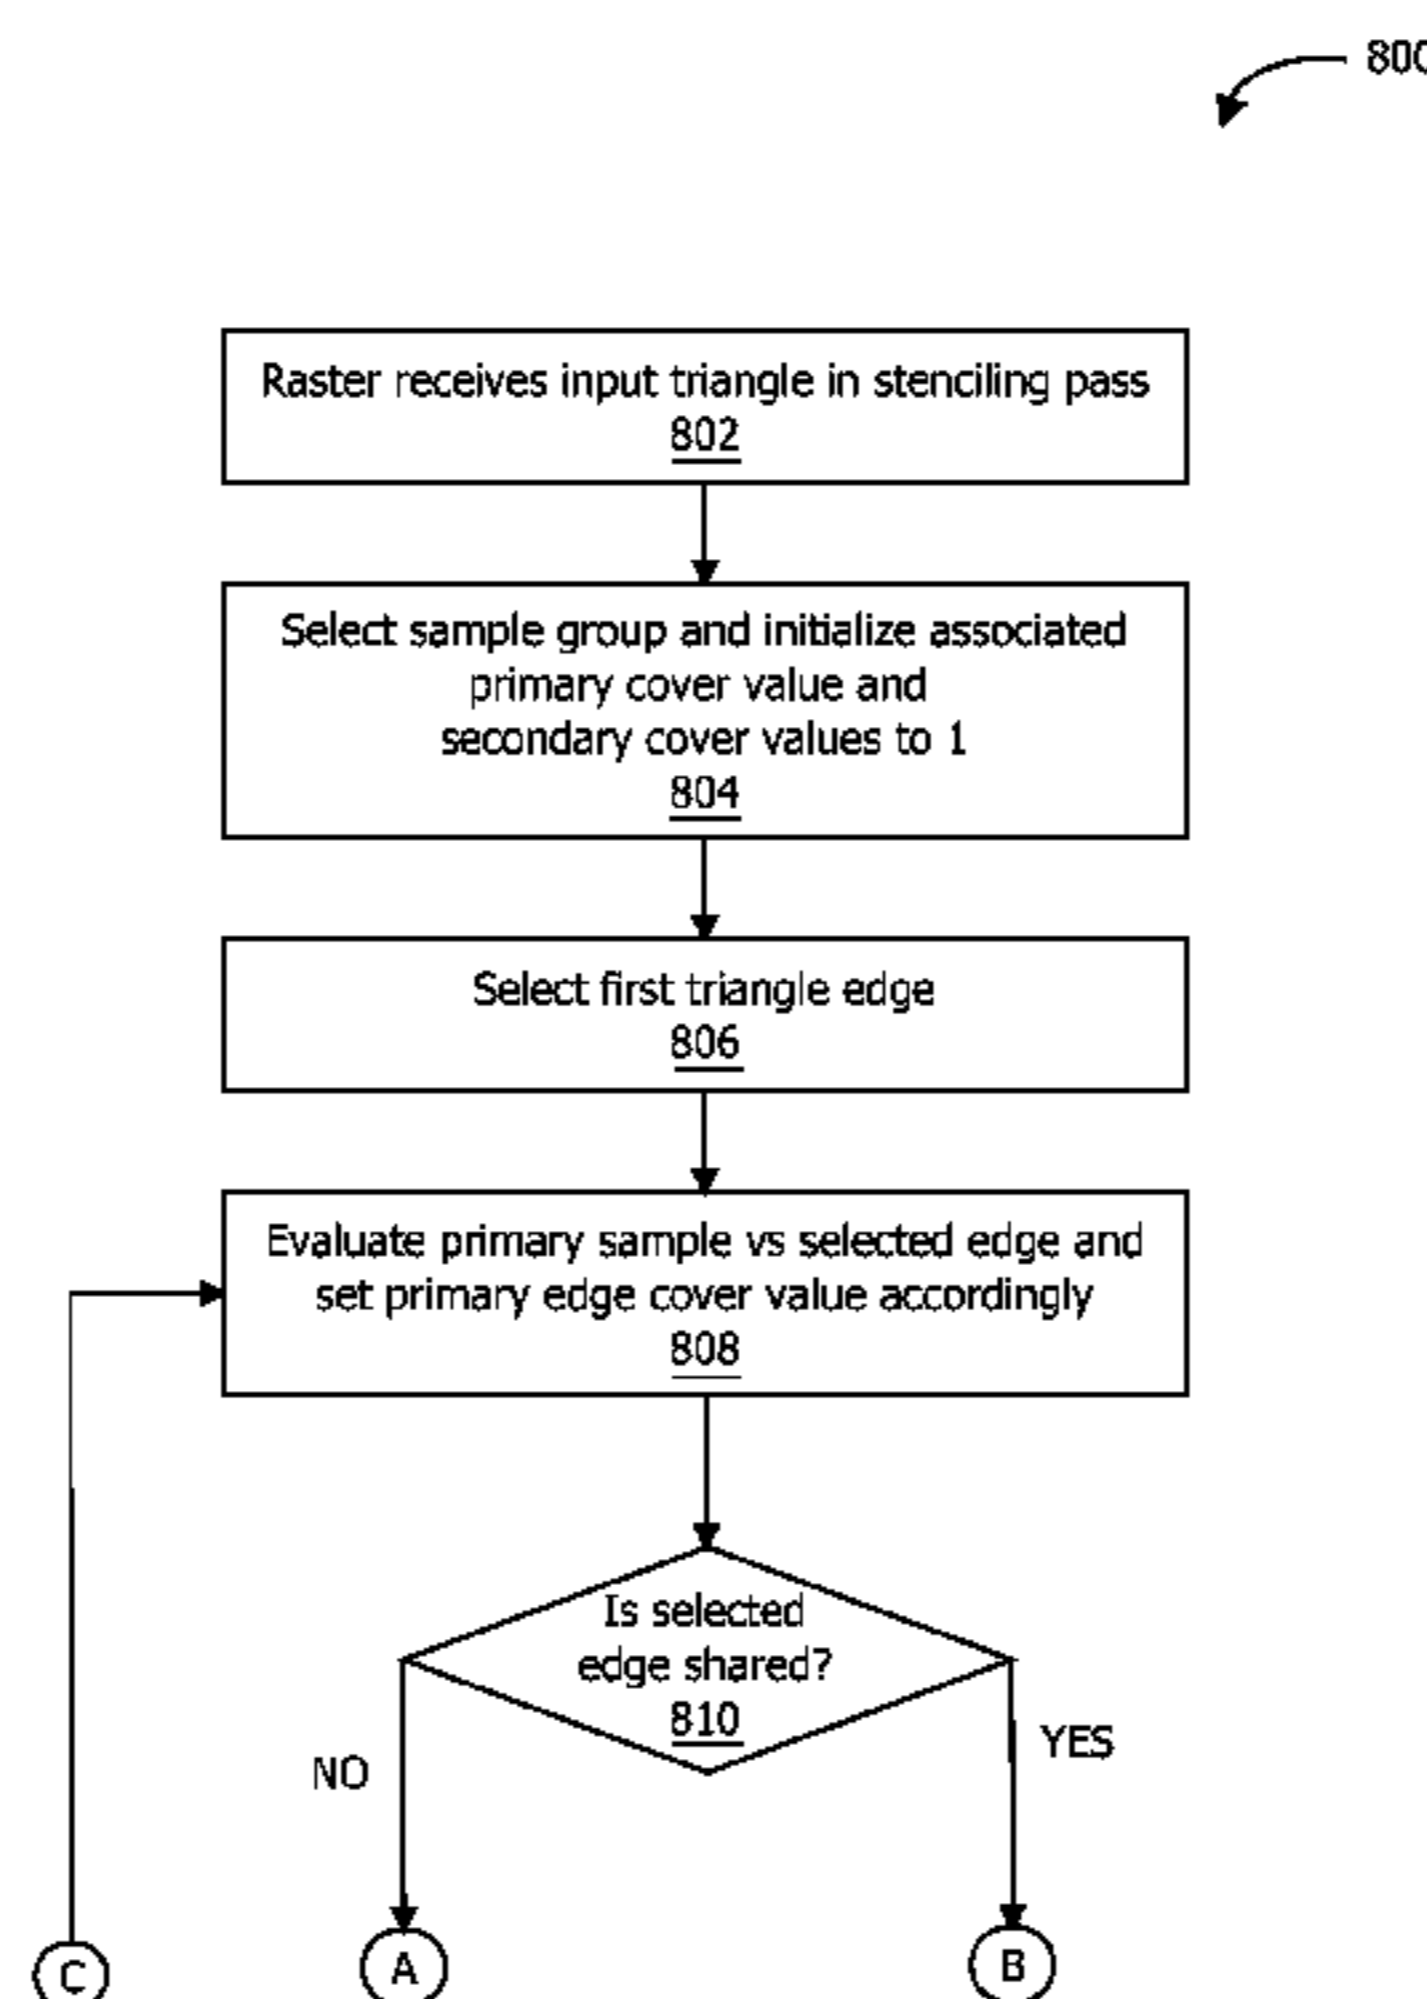 800
Raster receives input triangle in stenciling pass
802
Select sample group and initialize associated
primary cover value and
secondary cover values to 1
804
Select first triangle edge
806
Evaluate primary sample vs selected edge and
set primary edge cover value accordingly
808
Is selected
edge shared?
810
NO
YES
C
A
B